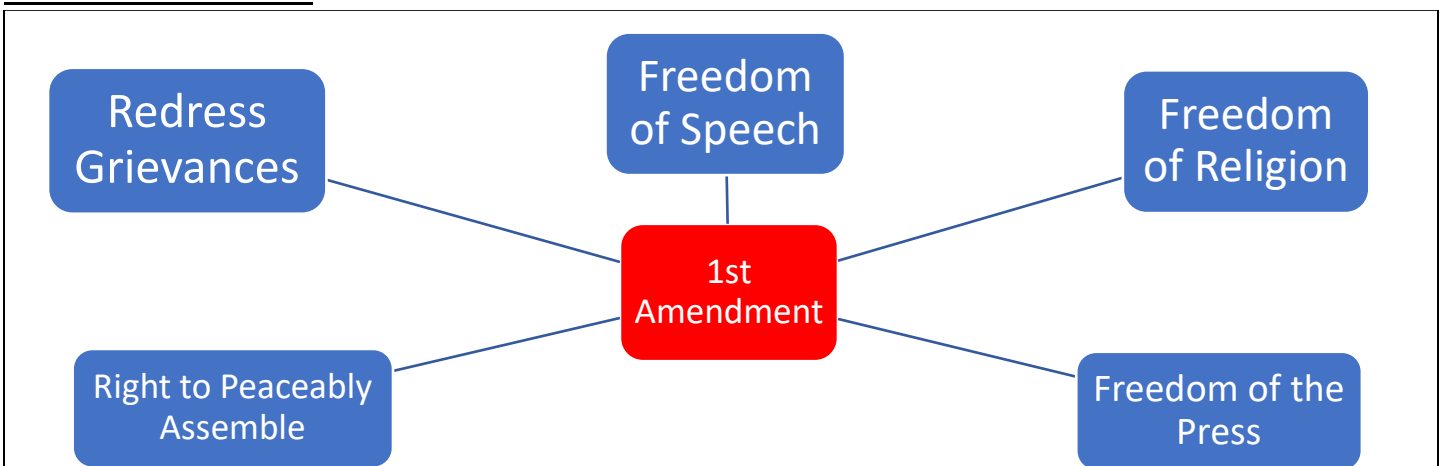 Redress
Grievances
Freedom
of Speech
Freedom
of Religion
1st
Amendment
Right to Peaceably
Assemble
Freedom of the
Press